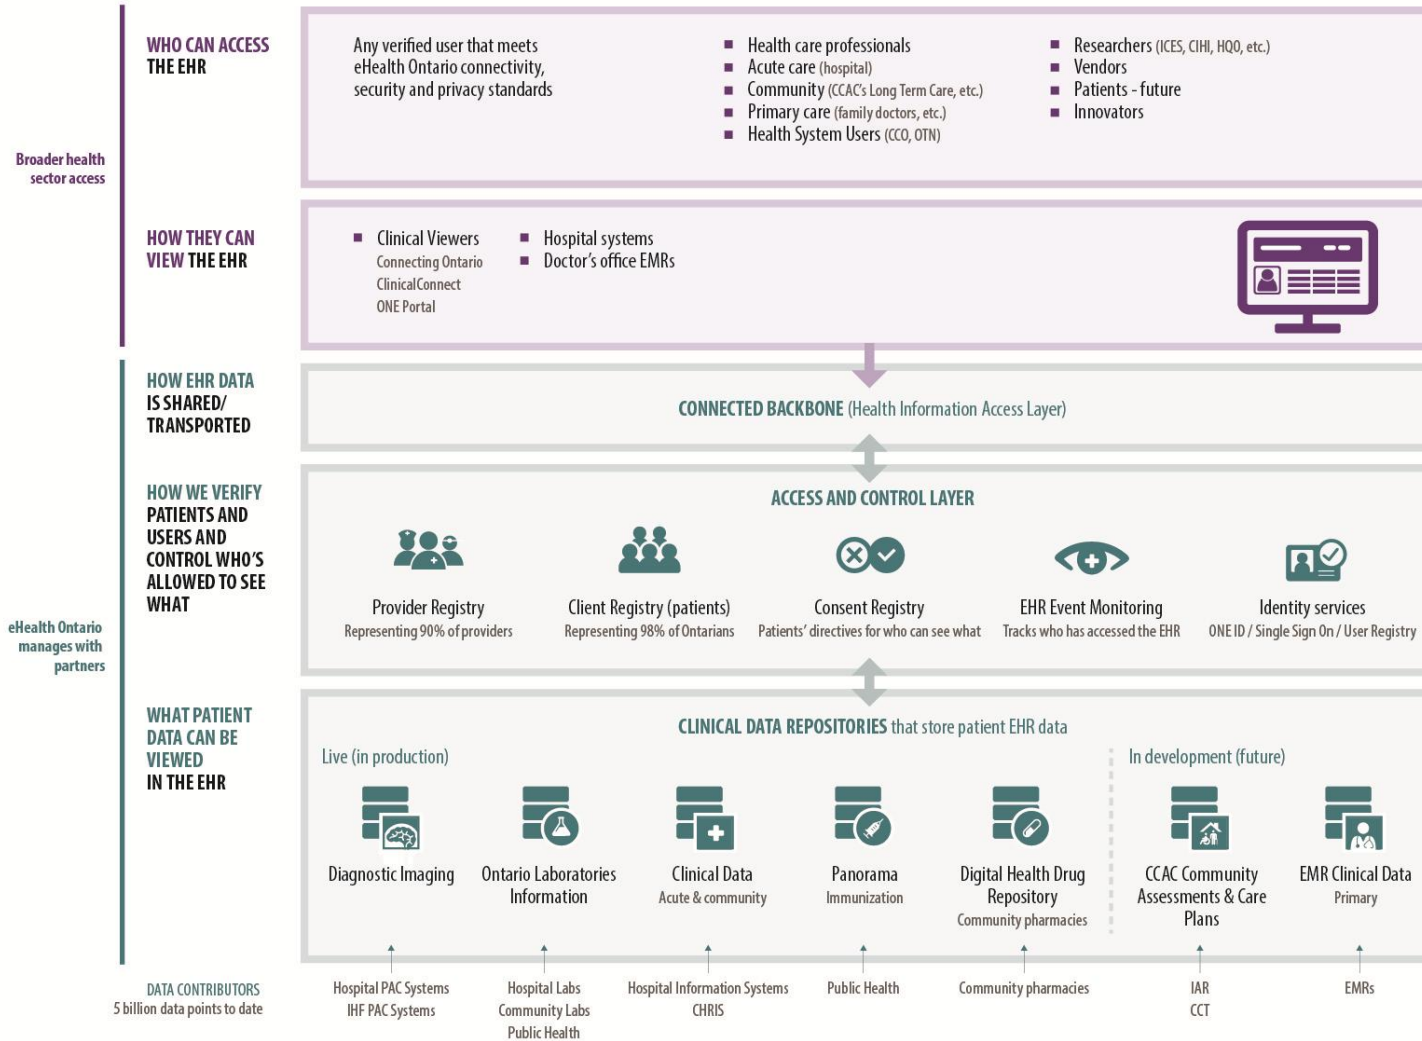 WHO CAN ACCESS
THE EHR
Any verified user that meets
eHealth Ontario connectivity,
security and privacy standards
Health care professionals
Acute care (hospital)
Community (CCAC's Long Term Care, etc.)
Primary care (family doctors, etc.)
Health System Users (CCO, OTN)
Researchers (ICES, CIHI, HQO, etc.)
Vendors
Patients - future
Innovators
Broader health
sector access
HOW THEY CAN
VIEW THE EHR
Clinical Viewers
Connecting Ontario
ClinicalConnect
ONE Portal
Hospital systems
Doctor's office EMRs
HOW EHR DATA
IS SHARED/
TRANSPORTED
CONNECTED BACKBONE (Health Information Access Layer)
HOW WE VERIFY
PATIENTS AND
USERS AND
CONTROL WHO'S
ALLOWED TO SEE
WHAT
ACCESS AND CONTROL LAYER
Provider Registry
Representing 90% of providers
Client Registry (patients)
Representing 98% of Ontarians
Consent Registry
Patients' directives for who can see what
EHR Event Monitoring
Tracks who has accessed the EHR
Identity services
ONE ID / Single Sign On / User Registry
eHealth Ontario
manages with
partners
WHAT PATIENT
DATA CAN BE
VIEWED
IN THE EHR
CLINICAL DATA REPOSITORIES that store patient EHR data
Live (in production)
In development (future)
Diagnostic Imaging
Ontario Laboratories
Information
Clinical Data
Acute & community
Panorama
Immunization
Digital Health Drug
Repository
Community pharmacies
CCAC Community
Assessments & Care
Plans
EMR Clinical Data
Primary
DATA CONTRIBUTORS
5 billion data points to date
Hospital PAC Systems
IHF PAC Systems
Hospital Labs
Community Labs
Public Health
Hospital Information Systems
CHRIS
Public Health
Community pharmacies
IAR
CCT
EMRs